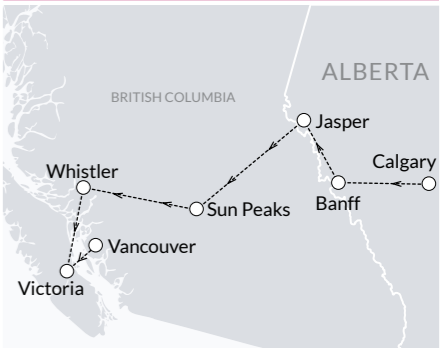 ALBERTA
BRITISH COLUMBIA
Jasper
Calgary
Whistler
Banff
Sun Peaks
Vancouver
Victoria